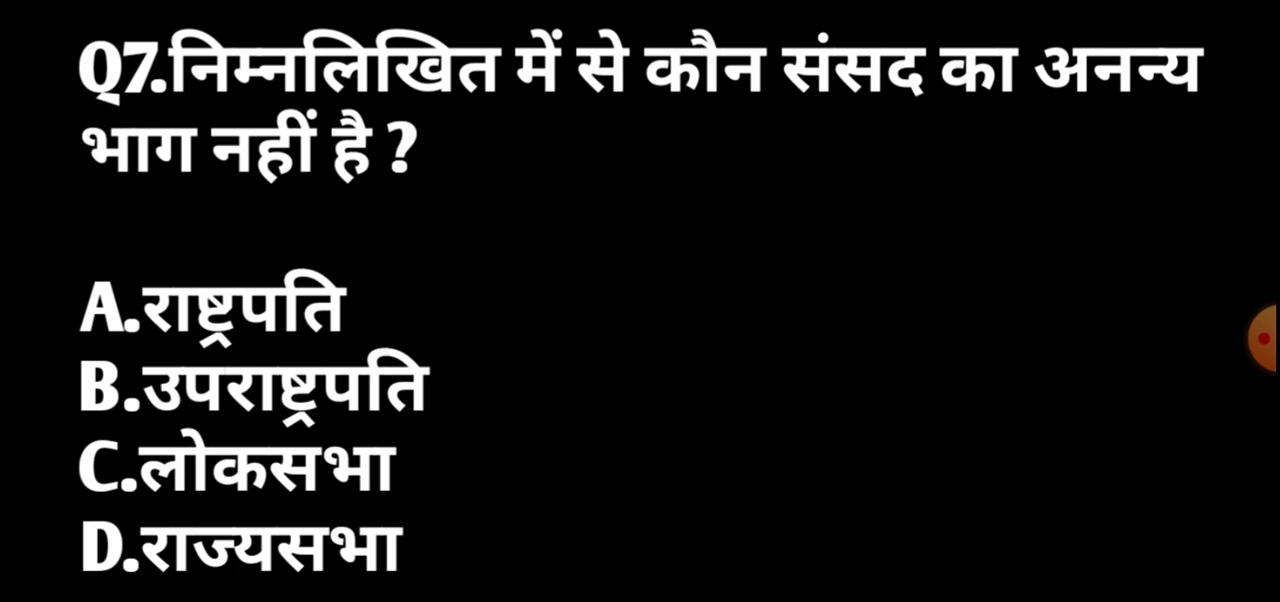 Q7.निम्नलिखित में से कौन संसद का अनन्य
भाग नहीं है ?
A.राष्ट्रपति
B.उपराष्ट्रपति
C.लोकसभा
D.राज्यसभा